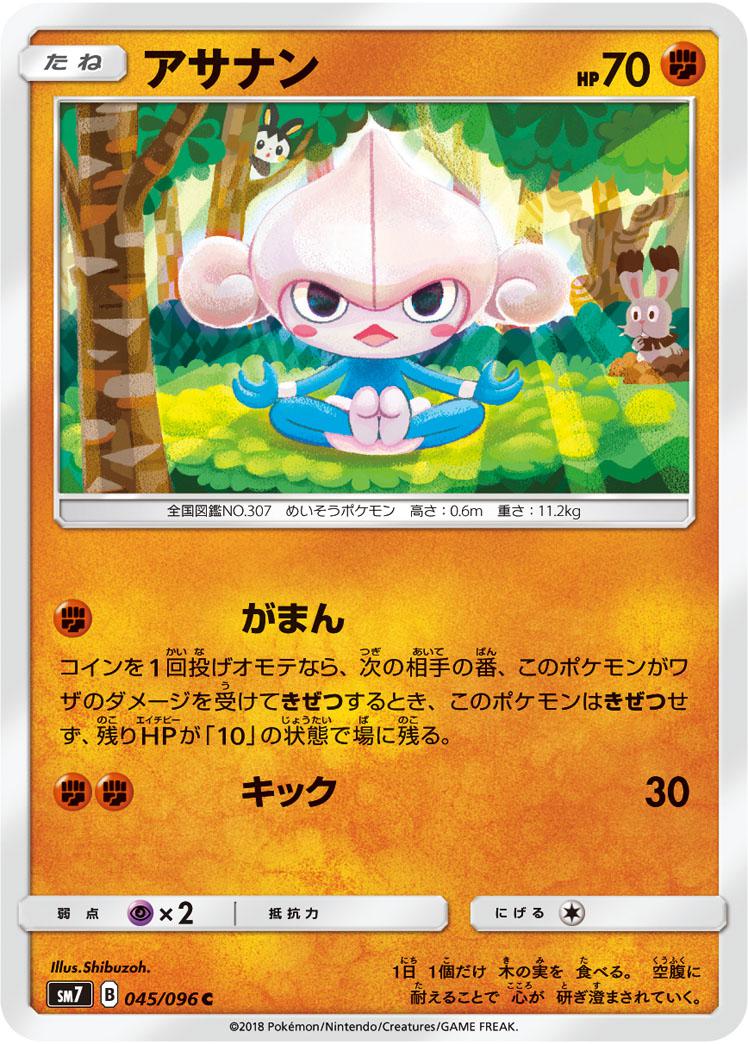 たね アサナン HP70
全国図鑑NO.307 めいそうポケモン 高さ:0.6m 重さ:11.2kg
がまん
コインを1回投げオモテなら、次の相手の番、このポケモンがワ
ザのダメージを受けてきぜつするとき、このポケモンはきぜつせ
ず、残りHPが「10」の状態で場に残る。
キック 30
弱点 ×2 抵抗力 にげる
Illus.Shibuzoh.
1日 1個だけ 木の実を 食べる。 空腹に
耐えることで 心が 研ぎ澄まされていく。
SM7 B 045/096 C
©2018 Pokémon/Nintendo/Creatures/GAME FREAK.